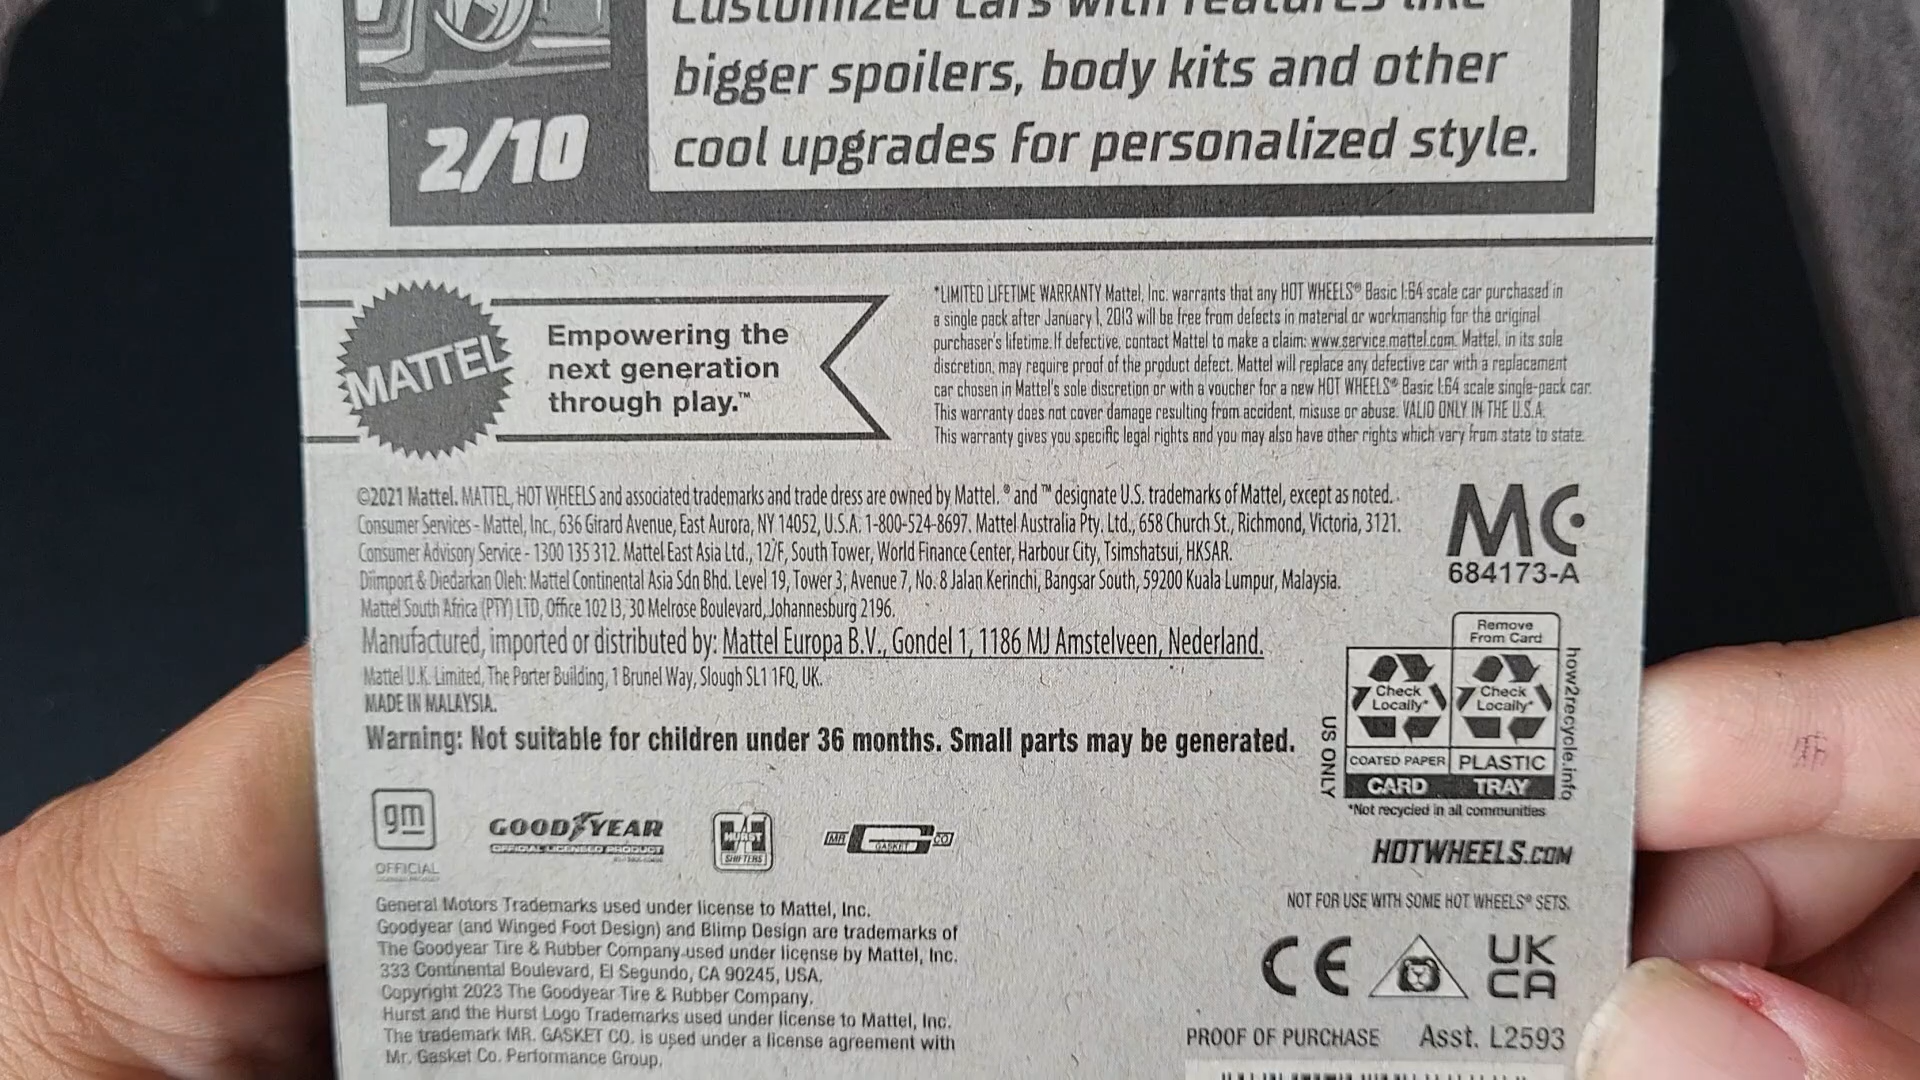 Customized cars with features like
bigger spoilers, body kits and other
cool upgrades for personalized style.
2/10
MATTEL
Empowering the
next generation
through play.™
*LIMITED LIFETIME WARRANTY Mattel, Inc. warrants that any HOT WHEELS® Basic 1:64 scale car purchased in
a single pack after January 1, 2013 will be free from defects in material or workmanship for the original
purchaser's lifetime. If defective, contact Mattel to make a claim: www.service.mattel.com. Mattel, in its sole
discretion, may require proof of the product defect. Mattel will replace any defective car with a replacement
car chosen in Mattel's sole discretion or with a voucher for a new HOT WHEELS® Basic 1:64 scale single-pack car.
This warranty does not cover damage resulting from accident, misuse or abuse. VALID ONLY IN THE U.S.A.
This warranty gives you specific legal rights and you may also have other rights which vary from state to state.
©2021 Mattel. MATTEL, HOT WHEELS and associated trademarks and trade dress are owned by Mattel. ® and ™ designate U.S. trademarks of Mattel, except as noted.
Consumer Services - Mattel, Inc., 636 Girard Avenue, East Aurora, NY 14052, U.S.A. 1-800-524-8697. Mattel Australia Pty. Ltd., 658 Church St., Richmond, Victoria, 3121.
Consumer Advisory Service - 1300 135 312. Mattel East Asia Ltd., 12/F, South Tower, World Finance Center, Harbour City, Tsimshatsui, HKSAR.
Diimport & Diedarkan Oleh: Mattel Continental Asia Sdn Bhd. Level 19, Tower 3, Avenue 7, No. 8 Jalan Kerinchi, Bangsar South, 59200 Kuala Lumpur, Malaysia.
Mattel South Africa (PTY) LTD, Office 102 I3, 30 Melrose Boulevard, Johannesburg 2196.
Manufactured, imported or distributed by: Mattel Europa B.V., Gondel 1, 1186 MJ Amstelveen, Nederland.
Mattel U.K. Limited, The Porter Building, 1 Brunel Way, Slough SL1 1FQ, UK.
MADE IN MALAYSIA.
Warning: Not suitable for children under 36 months. Small parts may be generated.
MC
684173-A
Remove
From Card
Check
Locally*
Check
Locally*
COATED PAPER
PLASTIC
CARD
TRAY
US ONLY
how2recycle.info
*Not recycled in all communities
HOTWHEELS.COM
NOT FOR USE WITH SOME HOT WHEELS® SETS.
gm
OFFICIAL
GOODYEAR
OFFICIAL LICENSED PRODUCT
HURST
SHIFTERS
MR GASKET CO
General Motors Trademarks used under license to Mattel, Inc.
Goodyear (and Winged Foot Design) and Blimp Design are trademarks of
The Goodyear Tire & Rubber Company used under license by Mattel, Inc.
333 Continental Boulevard, El Segundo, CA 90245, USA.
Copyright 2023 The Goodyear Tire & Rubber Company.
Hurst and the Hurst Logo Trademarks used under license to Mattel, Inc.
The trademark MR. GASKET CO. is used under a license agreement with
Mr. Gasket Co. Performance Group.
CE
UK
CA
PROOF OF PURCHASE Asst. L2593